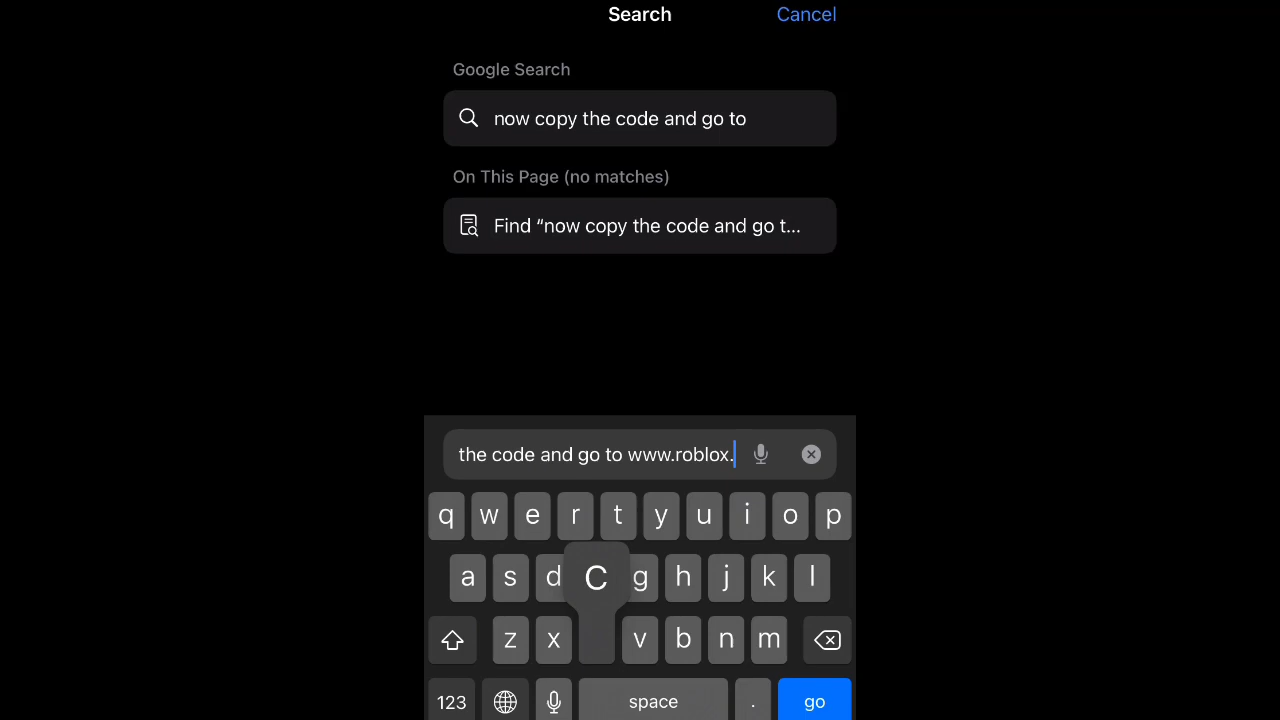 Search Cancel
Google Search
now copy the code and go to
On This Page (no matches)
Find “now copy the code and go t...
the code and go to www.roblox.
q w e r t y u i o p
a s d C g h j k l
z x v b n m
123 space . go